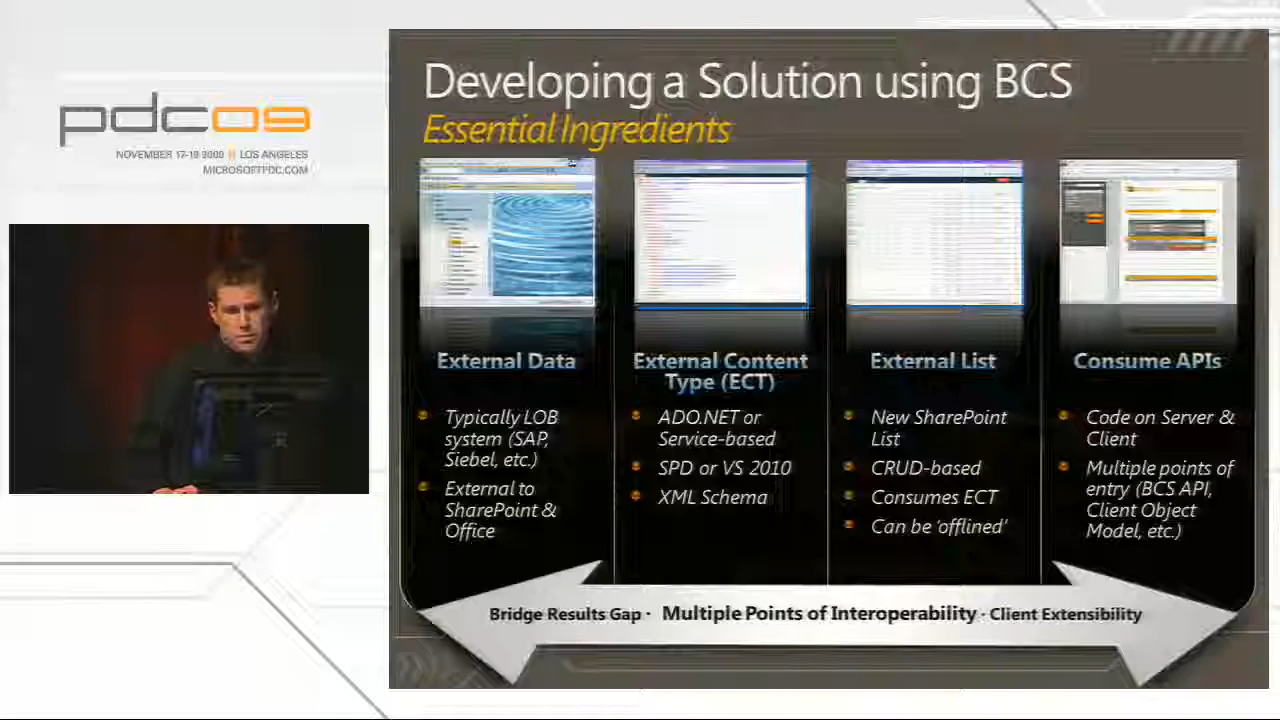 pdc09
NOVEMBER 17-19 2009 || LOS ANGELES
MICROSOFTPDC.COM
Developing a Solution using BCS
Essential Ingredients
External Data
Typically LOB
system (SAP,
Siebel, etc.)
External to
SharePoint &
Office
External Content
Type (ECT)
ADO.NET or
Service-based
SPD or VS 2010
XML Schema
External List
New SharePoint
List
CRUD-based
Consumes ECT
Can be 'offlined'
Consume APIs
Code on Server &
Client
Multiple points of
entry (BCS API,
Client Object
Model, etc.)
Bridge Results Gap · Multiple Points of Interoperability · Client Extensibility